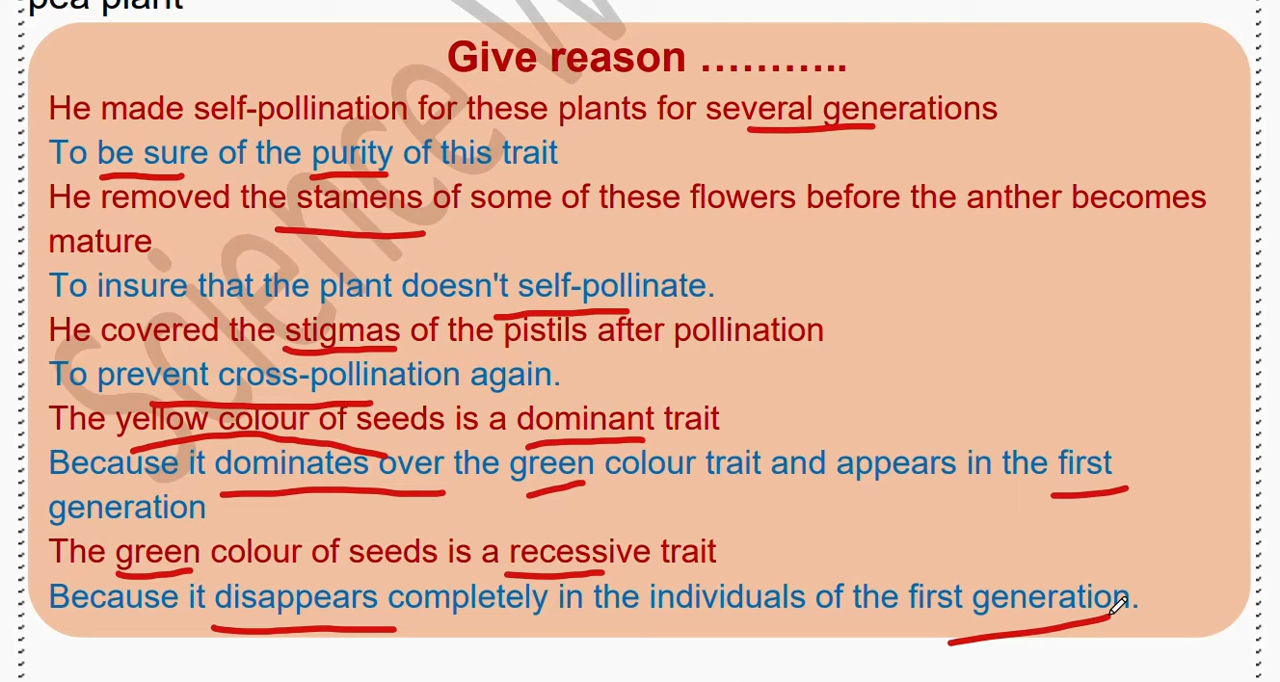 pea plant
Give reason ………..
He made self-pollination for these plants for several generations
To be sure of the purity of this trait
He removed the stamens of some of these flowers before the anther becomes
mature
To insure that the plant doesn't self-pollinate.
He covered the stigmas of the pistils after pollination
To prevent cross-pollination again.
The yellow colour of seeds is a dominant trait
Because it dominates over the green colour trait and appears in the first
generation
The green colour of seeds is a recessive trait
Because it disappears completely in the individuals of the first generation.
Science W